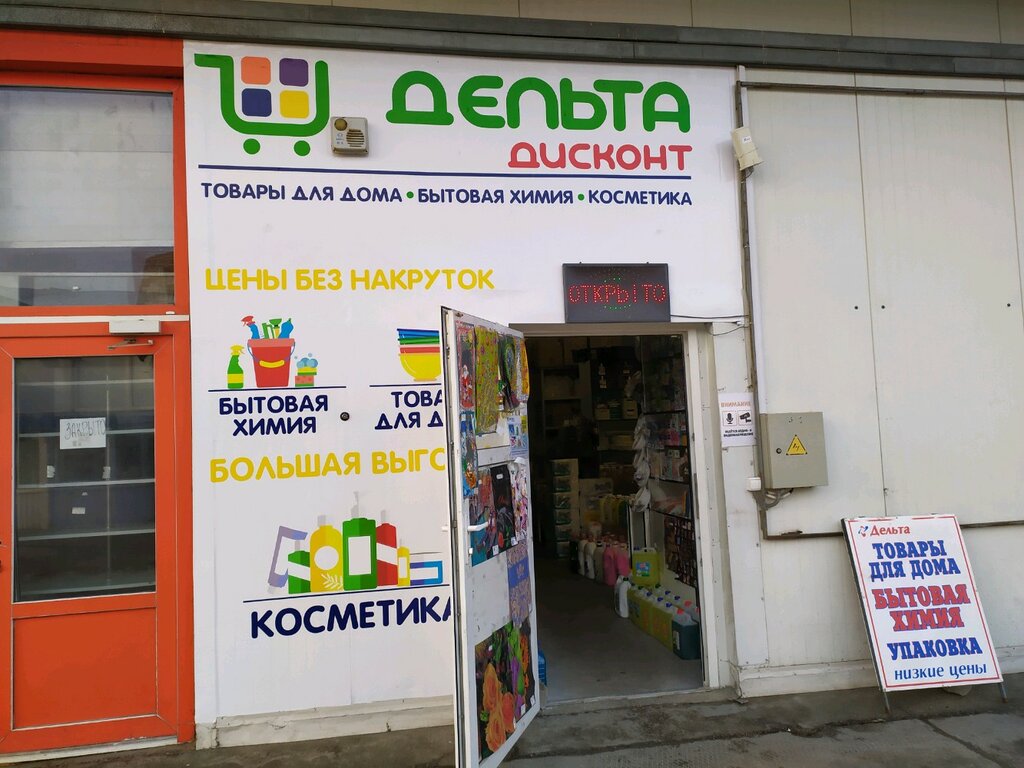 ДЕЛЬТА
ДИСКОНТ
ТОВАРЫ ДЛЯ ДОМА • БЫТОВАЯ ХИМИЯ • КОСМЕТИКА
ЦЕНЫ БЕЗ НАКРУТОК
ОТКРЫТО
БЫТОВАЯ
ХИМИЯ
ТОВА
ДЛЯ Д
БОЛЬШАЯ ВЫГО
КОСМЕТИКА
ЗАКРЫТО
ВНИМАНИЕ
Дельта
ТОВАРЫ
ДЛЯ ДОМА
БЫТОВАЯ
ХИМИЯ
УПАКОВКА
НИЗКИЕ ЦЕНЫ